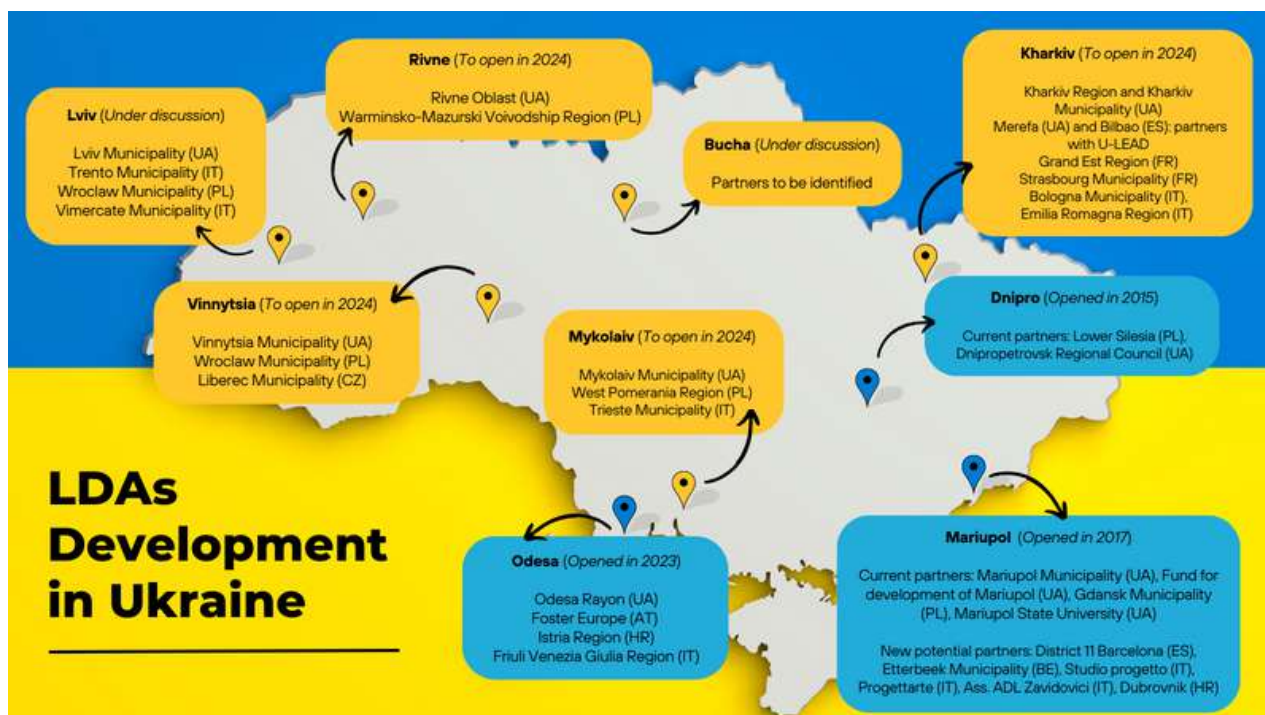 Rivne (To open in 2024)
Rivne Oblast (UA)
Warminsko-Mazurski Voivodship Region (PL)
Kharkiv (To open in 2024)
Kharkiv Region and Kharkiv
Municipality (UA)
Merefa (UA) and Bilbao (ES): partners
with U-LEAD
Grand Est Region (FR)
Strasbourg Municipality (FR)
Bologna Municipality (IT),
Emilia Romagna Region (IT)
Lviv (Under discussion)
Lviv Municipality (UA)
Trento Municipality (IT)
Wroclaw Municipality (PL)
Vimercate Municipality (IT)
Bucha (Under discussion)
Partners to be identified
Vinnytsia (To open in 2024)
Vinnytsia Municipality (UA)
Wroclaw Municipality (PL)
Liberec Municipality (CZ)
Mykolaiv (To open in 2024)
Mykolaiv Municipality (UA)
West Pomerania Region (PL)
Trieste Municipality (IT)
Dnipro (Opened in 2015)
Current partners: Lower Silesia (PL),
Dnipropetrovsk Regional Council (UA)
LDAs
Development
in Ukraine
Odesa (Opened in 2023)
Odesa Rayon (UA)
Foster Europe (AT)
Istria Region (HR)
Friuli Venezia Giulia Region (IT)
Mariupol (Opened in 2017)
Current partners: Mariupol Municipality (UA), Fund for
development of Mariupol (UA), Gdansk Municipality
(PL), Mariupol State University (UA)
New potential partners: District 11 Barcelona (ES),
Etterbeek Municipality (BE), Studio progetto (IT),
Progettarte (IT), Ass. ADL Zavidovici (IT), Dubrovnik (HR)